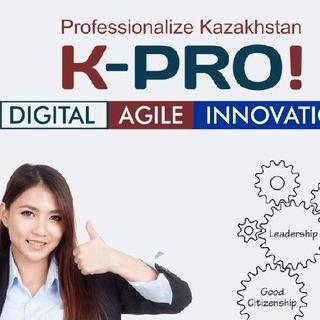 Professionalize Kazakhstan
K-PRO!
DIGITAL AGILE INNOVATI
Leadership
Good
Citizenship